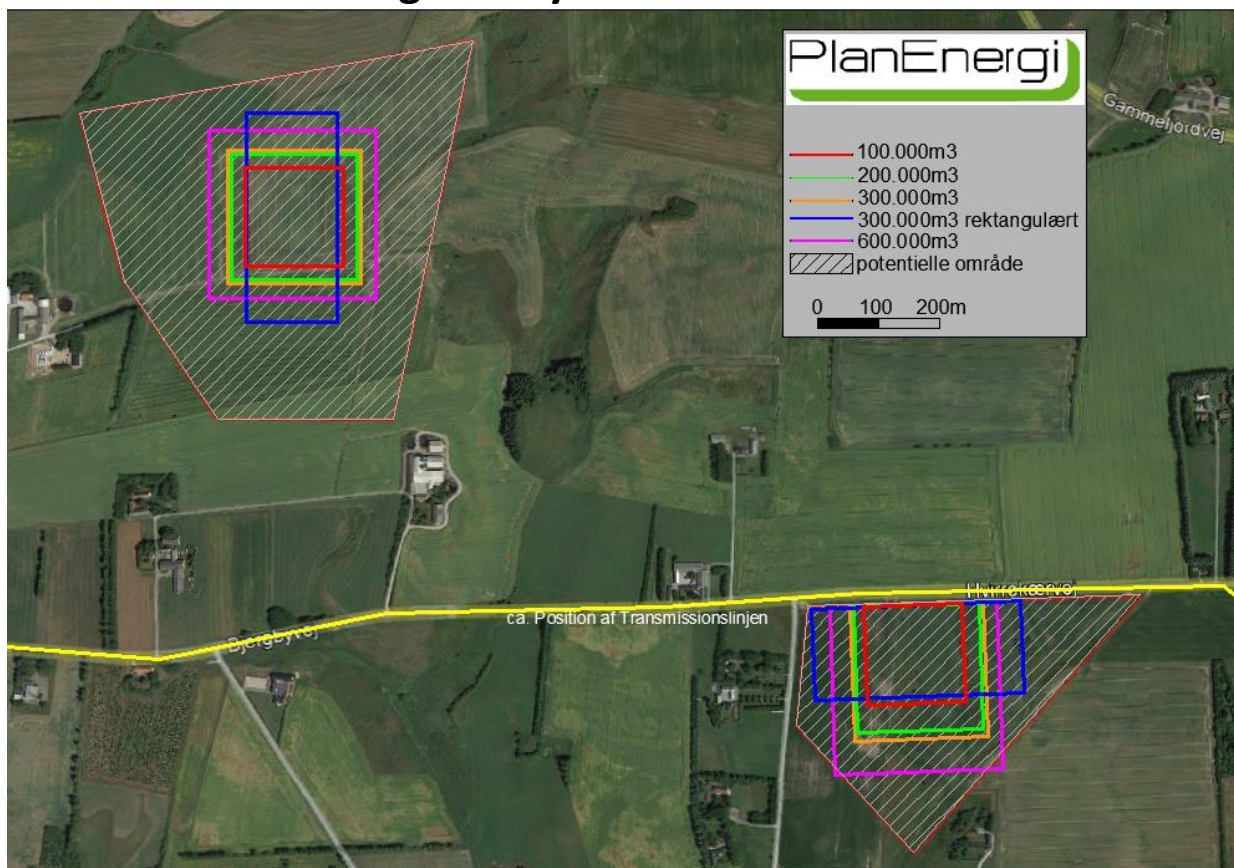 PlanEnergi
Gammeljordvej
100.000m3
200.000m3
300.000m3
300.000m3 rektangulært
600.000m3
potentielle område
0 100 200m
Hvirrekærvej
ca. Position af Transmissionslinjen
Bjergbyvej